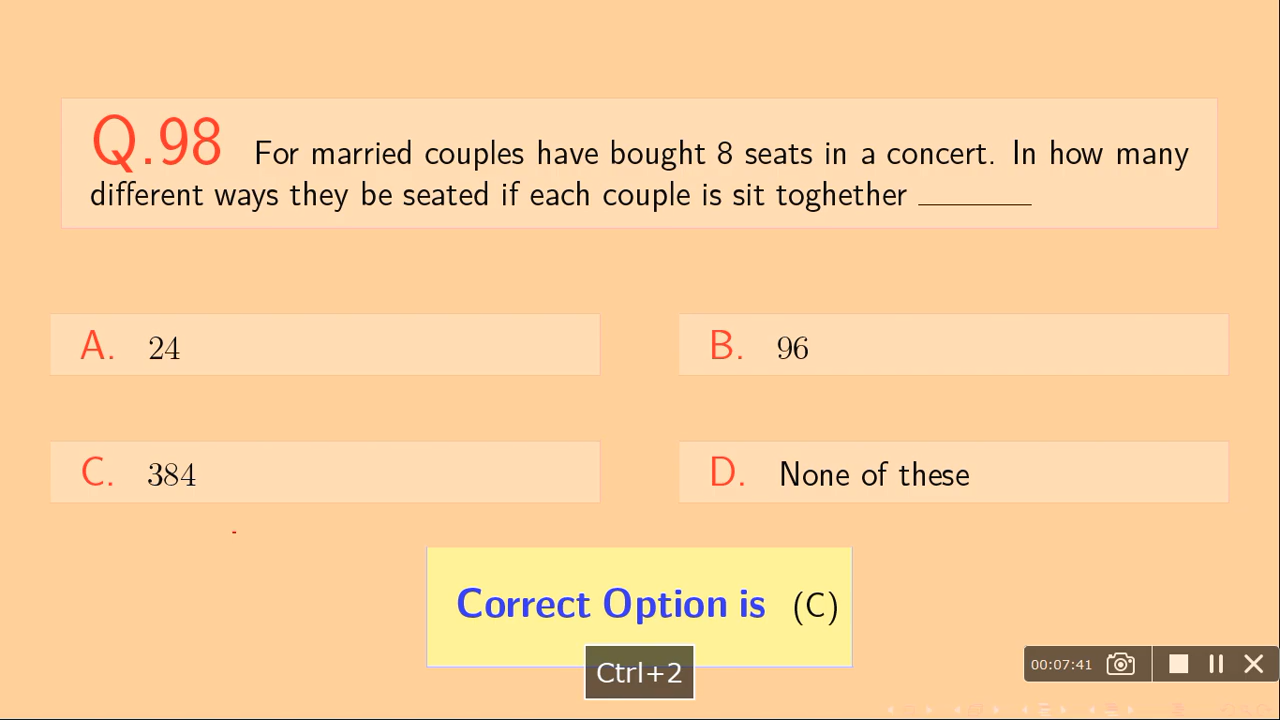 Q.98 For married couples have bought 8 seats in a concert. In how many
different ways they be seated if each couple is sit toghether ________
A. 24
B. 96
C. 384
D. None of these
Correct Option is (C)
Ctrl+2
00:07:41